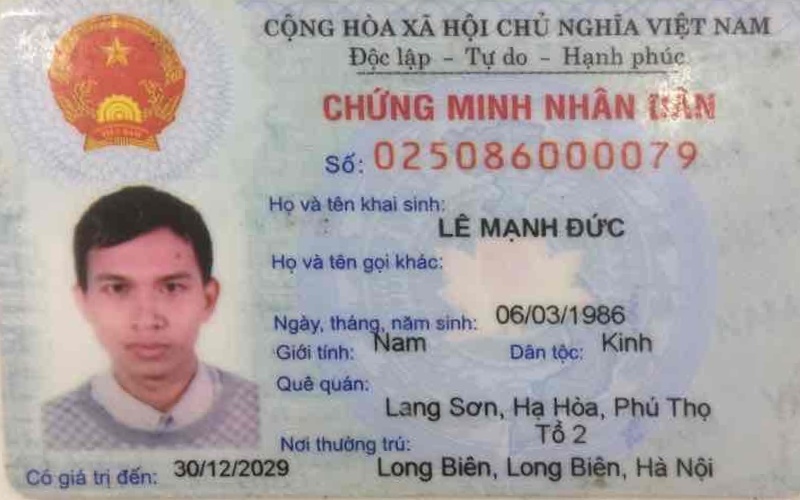 CỘNG HÒA XÃ HỘI CHỦ NGHĨA VIỆT NAM
Độc lập - Tự do - Hạnh phúc
CHỨNG MINH NHÂN DÂN
Số: 025086000079
Họ và tên khai sinh:
LÊ MẠNH ĐỨC
Họ và tên gọi khác:
Ngày, tháng, năm sinh: 06/03/1986
Giới tính: Nam Dân tộc: Kinh
Quê quán:
Lang Sơn, Hạ Hòa, Phú Thọ
Nơi thường trú: Tổ 2
Long Biên, Long Biên, Hà Nội
Có giá trị đến: 30/12/2029